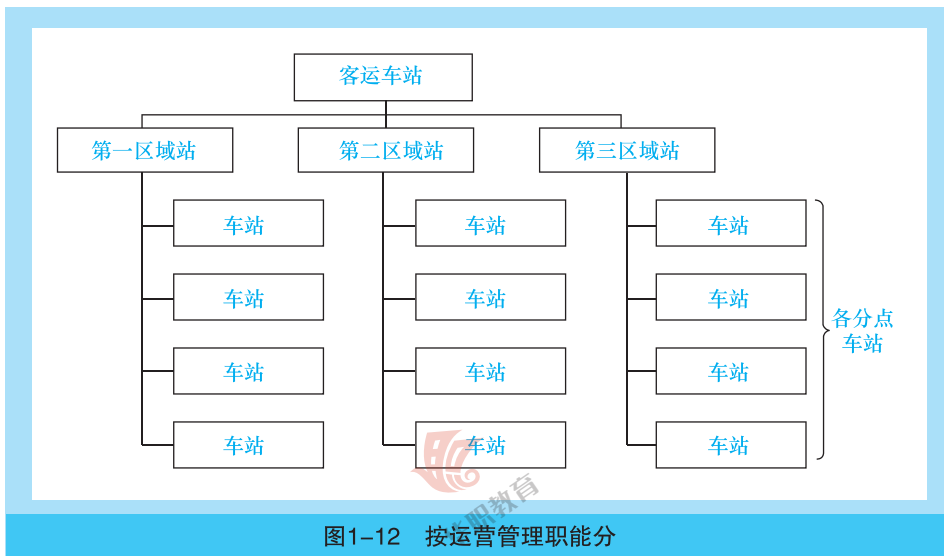 客运车站
第一区域站 第二区域站 第三区域站
车站 车站 车站
车站 车站 车站
各分点
车站
车站 车站 车站
车站 车站 车站
职教育
图1-12 按运营管理职能分